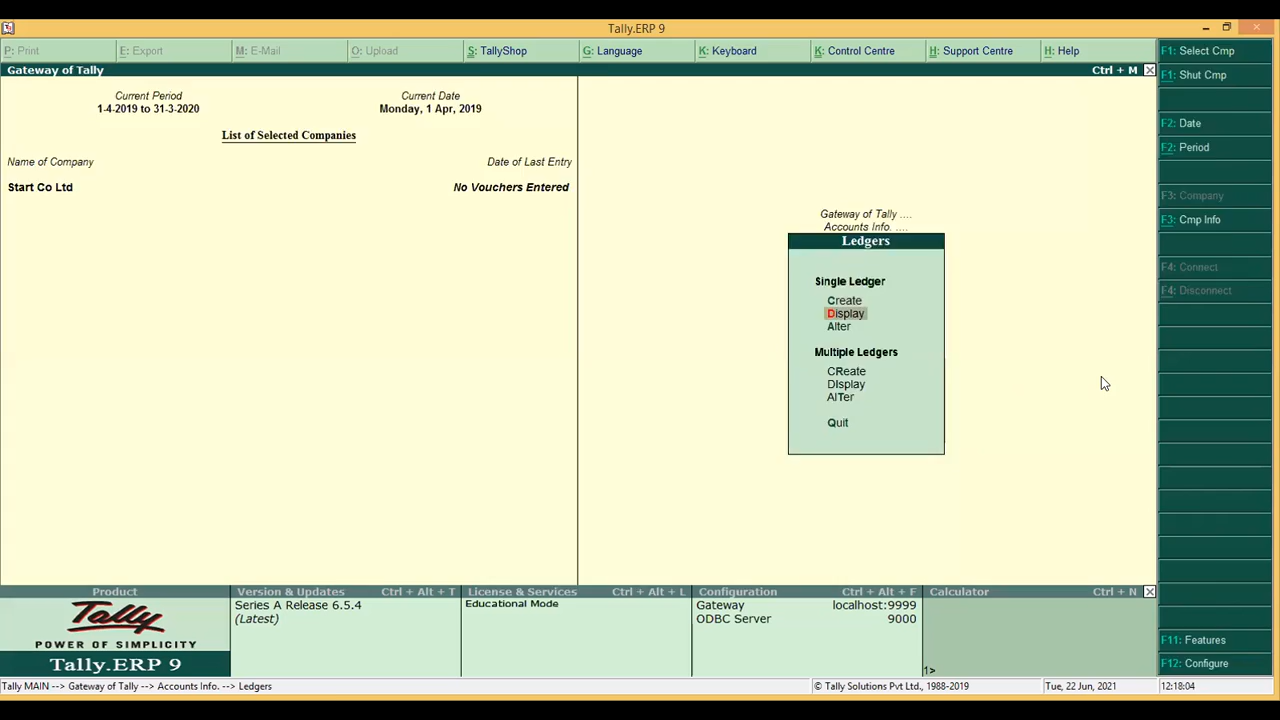 Tally.ERP 9
P: Print E: Export M: E-Mail O: Upload S: TallyShop G: Language K: Keyboard K: Control Centre H: Support Centre H: Help
Gateway of Tally Ctrl + M
Current Period Current Date
1-4-2019 to 31-3-2020 Monday, 1 Apr, 2019
List of Selected Companies
Name of Company Date of Last Entry
Start Co Ltd No Vouchers Entered
Gateway of Tally ....
Accounts Info. ....
Ledgers
Single Ledger
Create
Display
Alter
Multiple Ledgers
CReate
DIsplay
AlTer
Quit
F1: Select Cmp
F1: Shut Cmp
F2: Date
F2: Period
F3: Company
F3: Cmp Info
F4: Connect
F4: Disconnect
F11: Features
F12: Configure
Product
Tally
POWER OF SIMPLICITY
Tally.ERP 9
Version & Updates Ctrl + Alt + T
Series A Release 6.5.4
(Latest)
License & Services Ctrl + Alt + L
Educational Mode
Configuration Ctrl + Alt + F
Gateway localhost:9999
ODBC Server 9000
Calculator Ctrl + N
1>
Tally MAIN --> Gateway of Tally --> Accounts Info. --> Ledgers © Tally Solutions Pvt Ltd., 1988-2019 Tue, 22 Jun, 2021 12:18:04